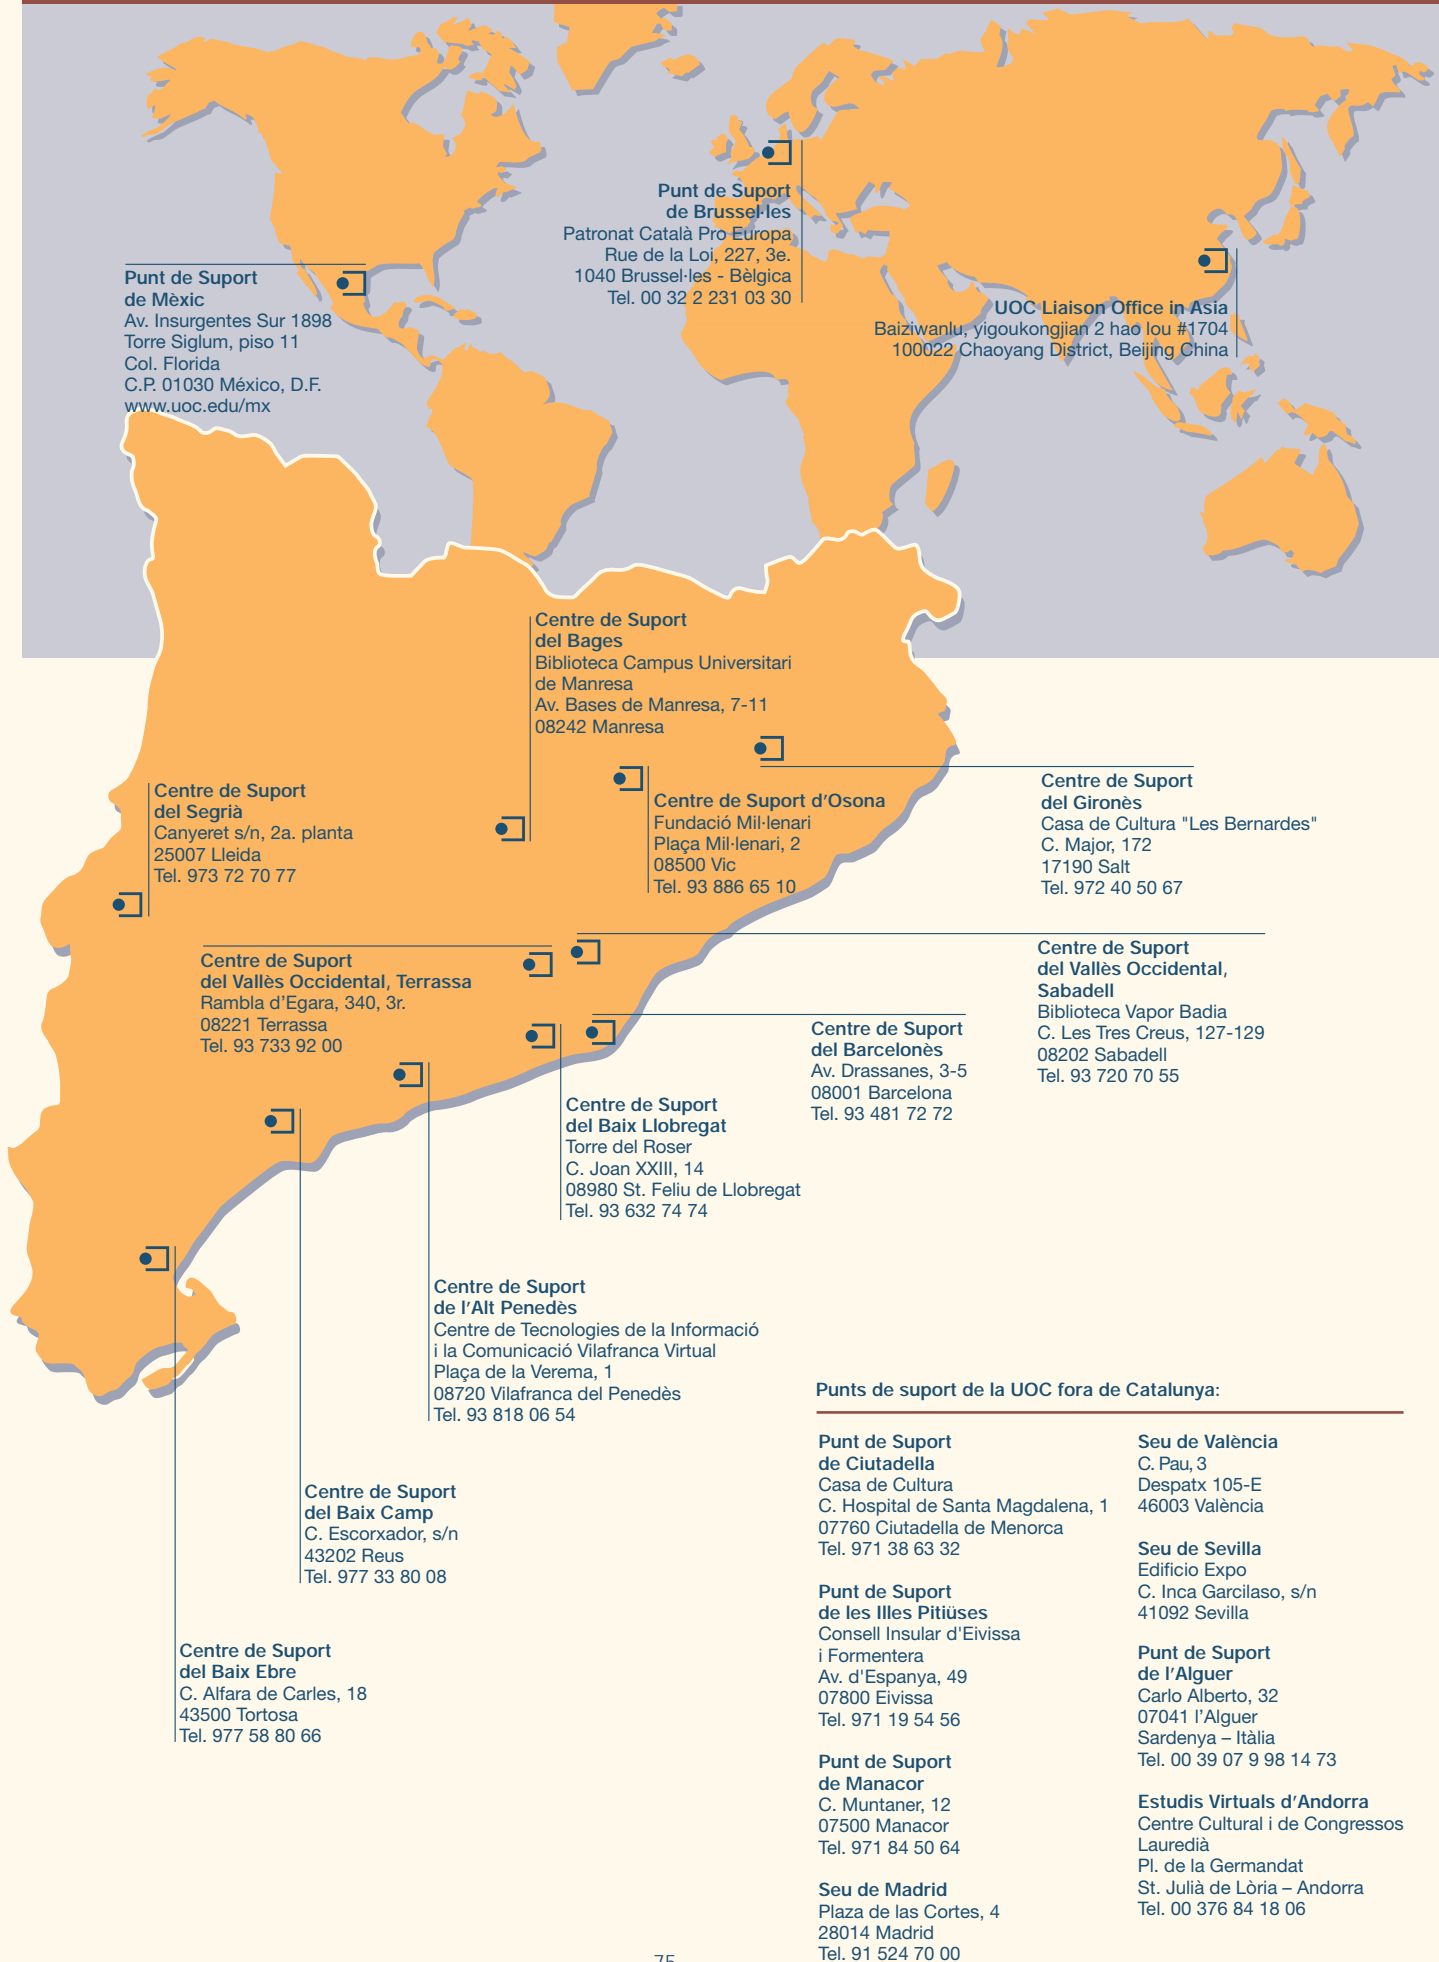 Punt de Suport
de Brussel·les
Patronat Català Pro Europa
Rue de la Loi, 227, 3e.
1040 Brussel·les - Bèlgica
Tel. 00 32 2 231 03 30
Punt de Suport
de Mèxic
Av. Insurgentes Sur 1898
Torre Siglum, piso 11
Col. Florida
C.P. 01030 México, D.F.
www.uoc.edu/mx
UOC Liaison Office in Asia
Baiziwanlu, yigoukongjian 2 hao lou #1704
100022 Chaoyang District, Beijing China
Centre de Suport
del Bages
Biblioteca Campus Universitari
de Manresa
Av. Bases de Manresa, 7-11
08242 Manresa
Centre de Suport
del Segrià
Canyeret s/n, 2a. planta
25007 Lleida
Tel. 973 72 70 77
Centre de Suport d'Osona
Fundació Mil·lenari
Plaça Mil·lenari, 2
08500 Vic
Tel. 93 886 65 10
Centre de Suport
del Gironès
Casa de Cultura "Les Bernardes"
C. Major, 172
17190 Salt
Tel. 972 40 50 67
Centre de Suport
del Vallès Occidental, Terrassa
Rambla d'Egara, 340, 3r.
08221 Terrassa
Tel. 93 733 92 00
Centre de Suport
del Vallès Occidental,
Sabadell
Biblioteca Vapor Badia
C. Les Tres Creus, 127-129
08202 Sabadell
Tel. 93 720 70 55
Centre de Suport
del Barcelonès
Av. Drassanes, 3-5
08001 Barcelona
Tel. 93 481 72 72
Centre de Suport
del Baix Llobregat
Torre del Roser
C. Joan XXIII, 14
08980 St. Feliu de Llobregat
Tel. 93 632 74 74
Centre de Suport
de l'Alt Penedès
Centre de Tecnologies de la Informació
i la Comunicació Vilafranca Virtual
Plaça de la Verema, 1
08720 Vilafranca del Penedès
Tel. 93 818 06 54
Centre de Suport
del Baix Camp
C. Escorxador, s/n
43202 Reus
Tel. 977 33 80 08
Centre de Suport
del Baix Ebre
C. Alfara de Carles, 18
43500 Tortosa
Tel. 977 58 80 66
Punts de suport de la UOC fora de Catalunya:
Punt de Suport
de Ciutadella
Casa de Cultura
C. Hospital de Santa Magdalena, 1
07760 Ciutadella de Menorca
Tel. 971 38 63 32
Punt de Suport
de les Illes Pitiüses
Consell Insular d'Eivissa
i Formentera
Av. d'Espanya, 49
07800 Eivissa
Tel. 971 19 54 56
Punt de Suport
de Manacor
C. Muntaner, 12
07500 Manacor
Tel. 971 84 50 64
Seu de Madrid
Plaza de las Cortes, 4
28014 Madrid
Tel. 91 524 70 00
Seu de València
C. Pau, 3
Despatx 105-E
46003 València
Seu de Sevilla
Edificio Expo
C. Inca Garcilaso, s/n
41092 Sevilla
Punt de Suport
de l'Alguer
Carlo Alberto, 32
07041 l'Alguer
Sardenya – Itàlia
Tel. 00 39 07 9 98 14 73
Estudis Virtuals d'Andorra
Centre Cultural i de Congressos
Lauredià
Pl. de la Germandat
St. Julià de Lòria – Andorra
Tel. 00 376 84 18 06
75